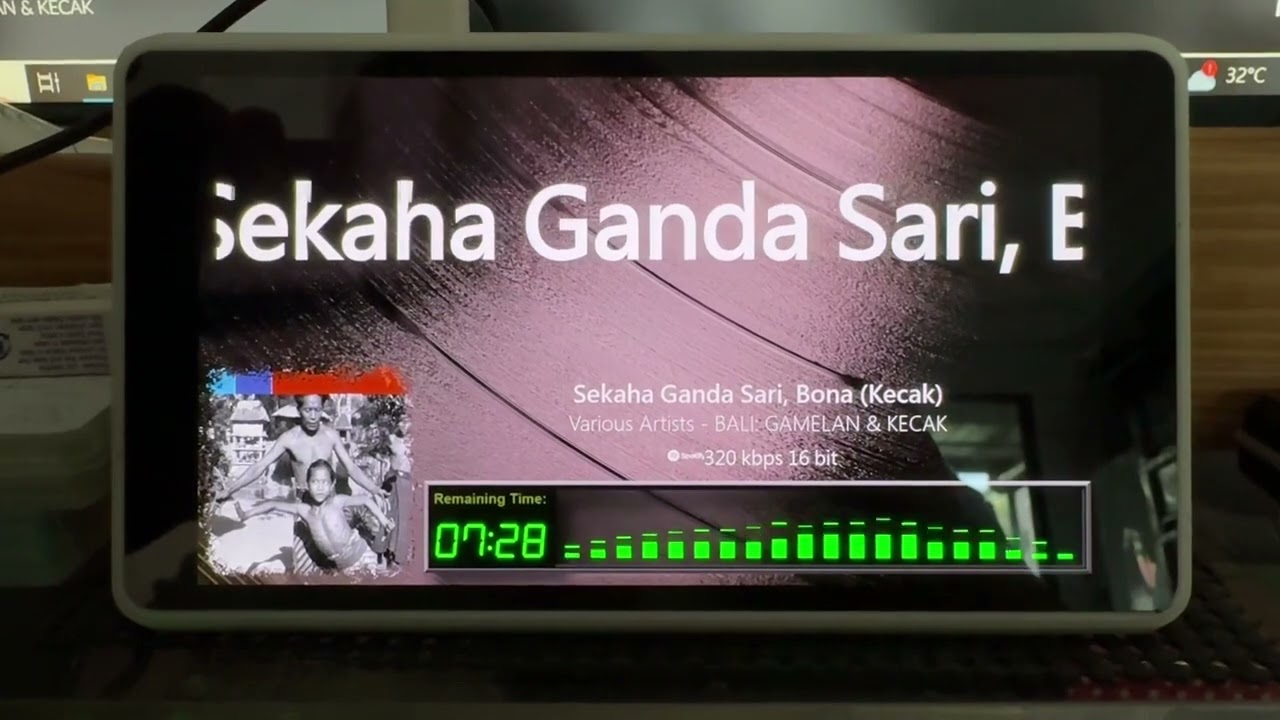 N & KECAK
32°C
Sekaha Ganda Sari,
Sekaha Ganda Sari, Bona (Kecak)
Various Artists - BALI: GAMELAN & KECAK
Spotify 320 kbps 16 bit
Remaining Time:
07:28